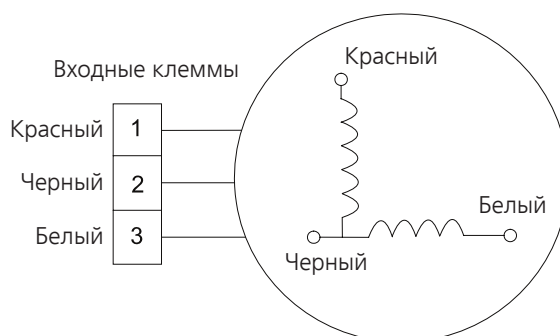 Входные клеммы
Красный 1
Черный 2
Белый 3
Красный
Белый
Черный